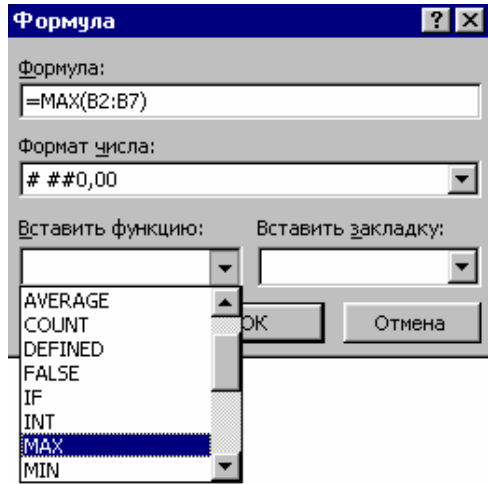 Формула
Формула:
=MAX(B2:B7)
Формат числа:
# ##0,00
Вставить функцию: Вставить закладку:
AVERAGE
COUNT
DEFINED
FALSE
IF
INT
MAX
MIN
ОК Отмена